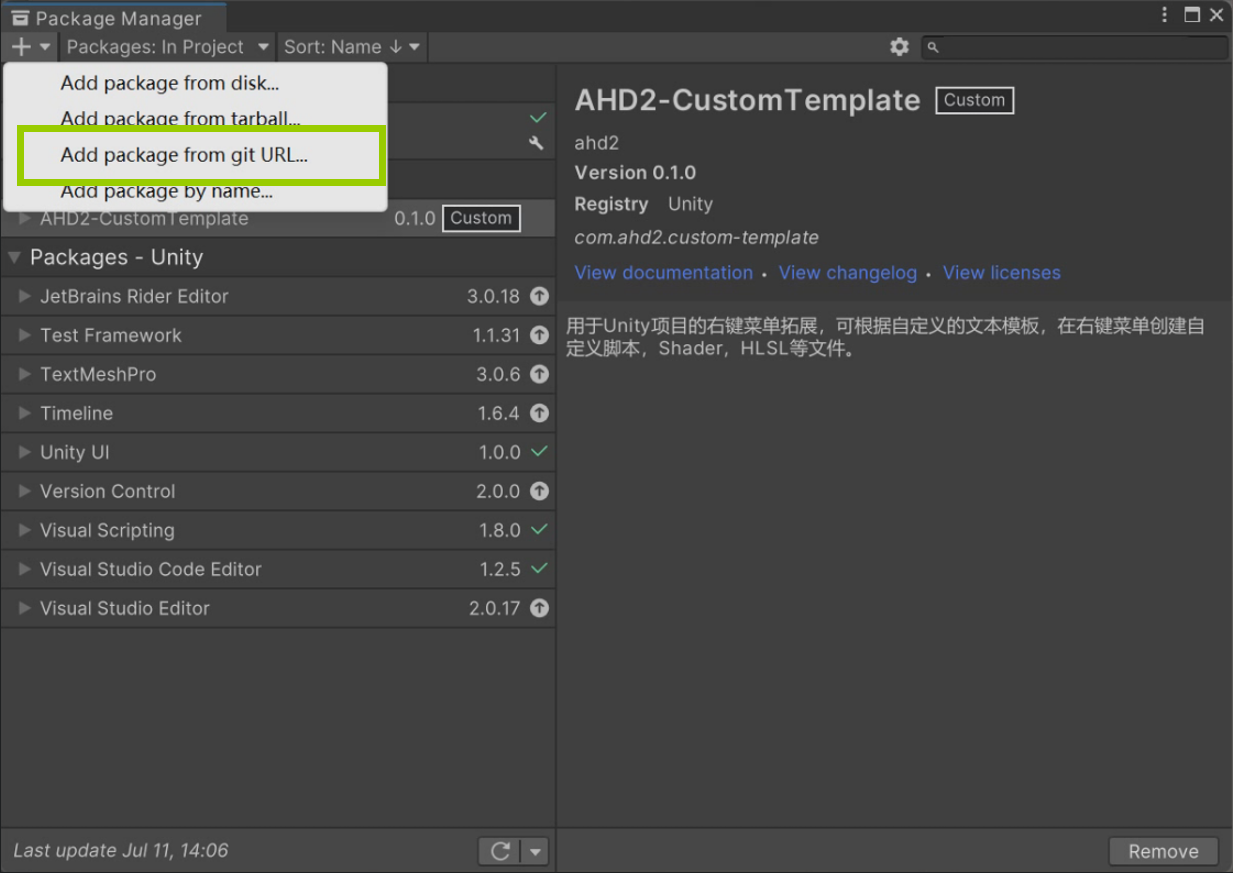 Package Manager
Packages: In Project
Sort: Name ↓
Add package from disk...
Add package from tarball...
Add package from git URL...
Add package by name...
AHD2-CustomTemplate 0.1.0 Custom
Packages - Unity
JetBrains Rider Editor 3.0.18
Test Framework 1.1.31
TextMeshPro 3.0.6
Timeline 1.6.4
Unity UI 1.0.0
Version Control 2.0.0
Visual Scripting 1.8.0
Visual Studio Code Editor 1.2.5
Visual Studio Editor 2.0.17
Last update Jul 11, 14:06
AHD2-CustomTemplate Custom
ahd2
Version 0.1.0
Registry Unity
com.ahd2.custom-template
View documentation • View changelog • View licenses
用于Unity项目的右键菜单拓展，可根据自定义的文本模板，在右键菜单创建自
定义脚本，Shader，HLSL等文件。
Remove